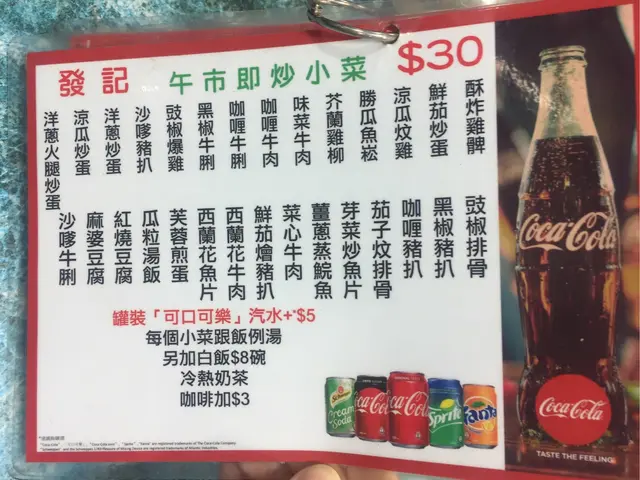 發記 午市即炒小菜 $30
酥炸雞髀
鮮茄炒蛋
涼瓜炆雞
勝瓜魚崧
芥蘭雞柳
味菜牛肉
咖喱牛肉
咖喱牛脷
黑椒牛脷
豉椒爆雞
沙嗲豬扒
洋蔥炒蛋
涼瓜炒蛋
洋蔥火腿炒蛋
豉椒排骨
黑椒豬扒
咖喱豬扒
茄子炆排骨
芽菜炒魚片
薑蔥蒸鯇魚
菜心牛肉
鮮茄燴豬扒
西蘭花牛肉
西蘭花魚片
芙蓉煎蛋
瓜粒湯飯
紅燒豆腐
麻婆豆腐
沙嗲牛脷
罐裝「可口可樂」汽水+*$5
每個小菜跟飯例湯
另加白飯$8碗
冷熱奶茶
咖啡加$3
Cream Soda
Coca-Cola
Coca-Cola
Sprite
Fanta
Coca-Cola
Coca-Cola
TASTE THE FEELING